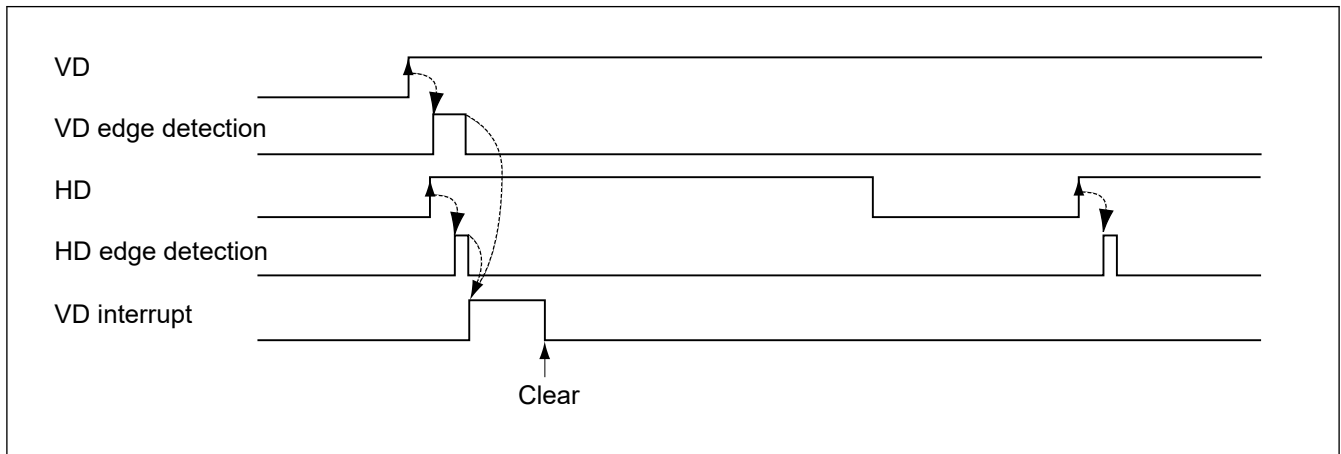 VD
VD edge detection
HD
HD edge detection
VD interrupt
Clear